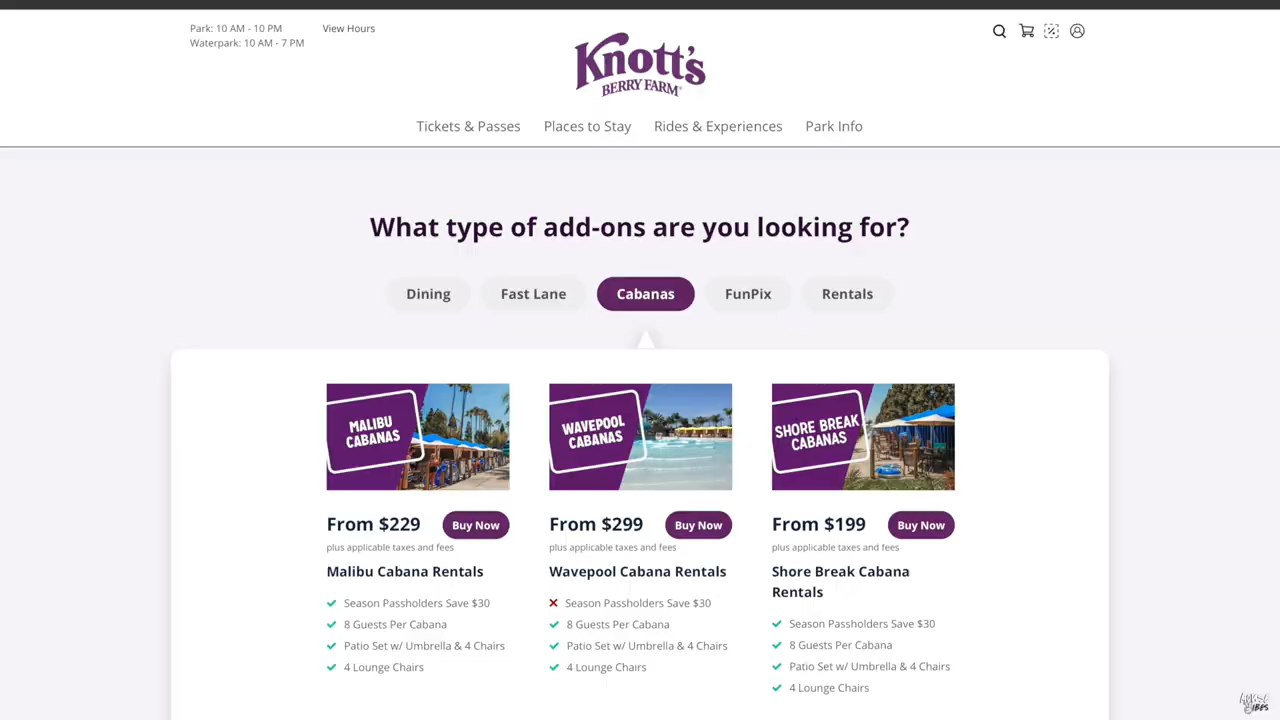 Park: 10 AM - 10 PM
View Hours
Waterpark: 10 AM - 7 PM
Knott's
BERRY FARM
Tickets & Passes
Places to Stay
Rides & Experiences
Park Info
What type of add-ons are you looking for?
Dining
Fast Lane
Cabanas
FunPix
Rentals
MALIBU
CABANAS
From $229
Buy Now
plus applicable taxes and fees
Malibu Cabana Rentals
Season Passholders Save $30
8 Guests Per Cabana
Patio Set w/ Umbrella & 4 Chairs
4 Lounge Chairs
WAVEPOOL
CABANAS
From $299
Buy Now
plus applicable taxes and fees
Wavepool Cabana Rentals
Season Passholders Save $30
8 Guests Per Cabana
Patio Set w/ Umbrella & 4 Chairs
4 Lounge Chairs
SHORE BREAK
CABANAS
From $199
Buy Now
plus applicable taxes and fees
Shore Break Cabana
Rentals
Season Passholders Save $30
8 Guests Per Cabana
Patio Set w/ Umbrella & 4 Chairs
4 Lounge Chairs